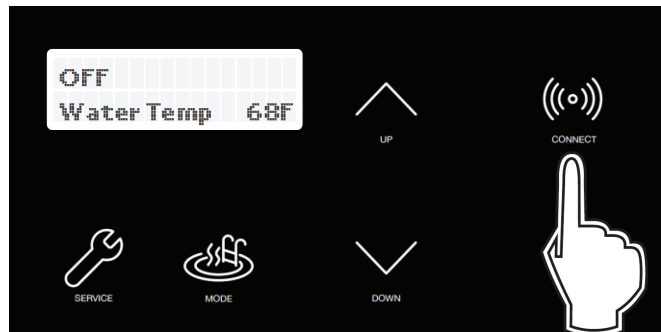 OFF
Water Temp 68F
UP
CONNECT
SERVICE
MODE
DOWN